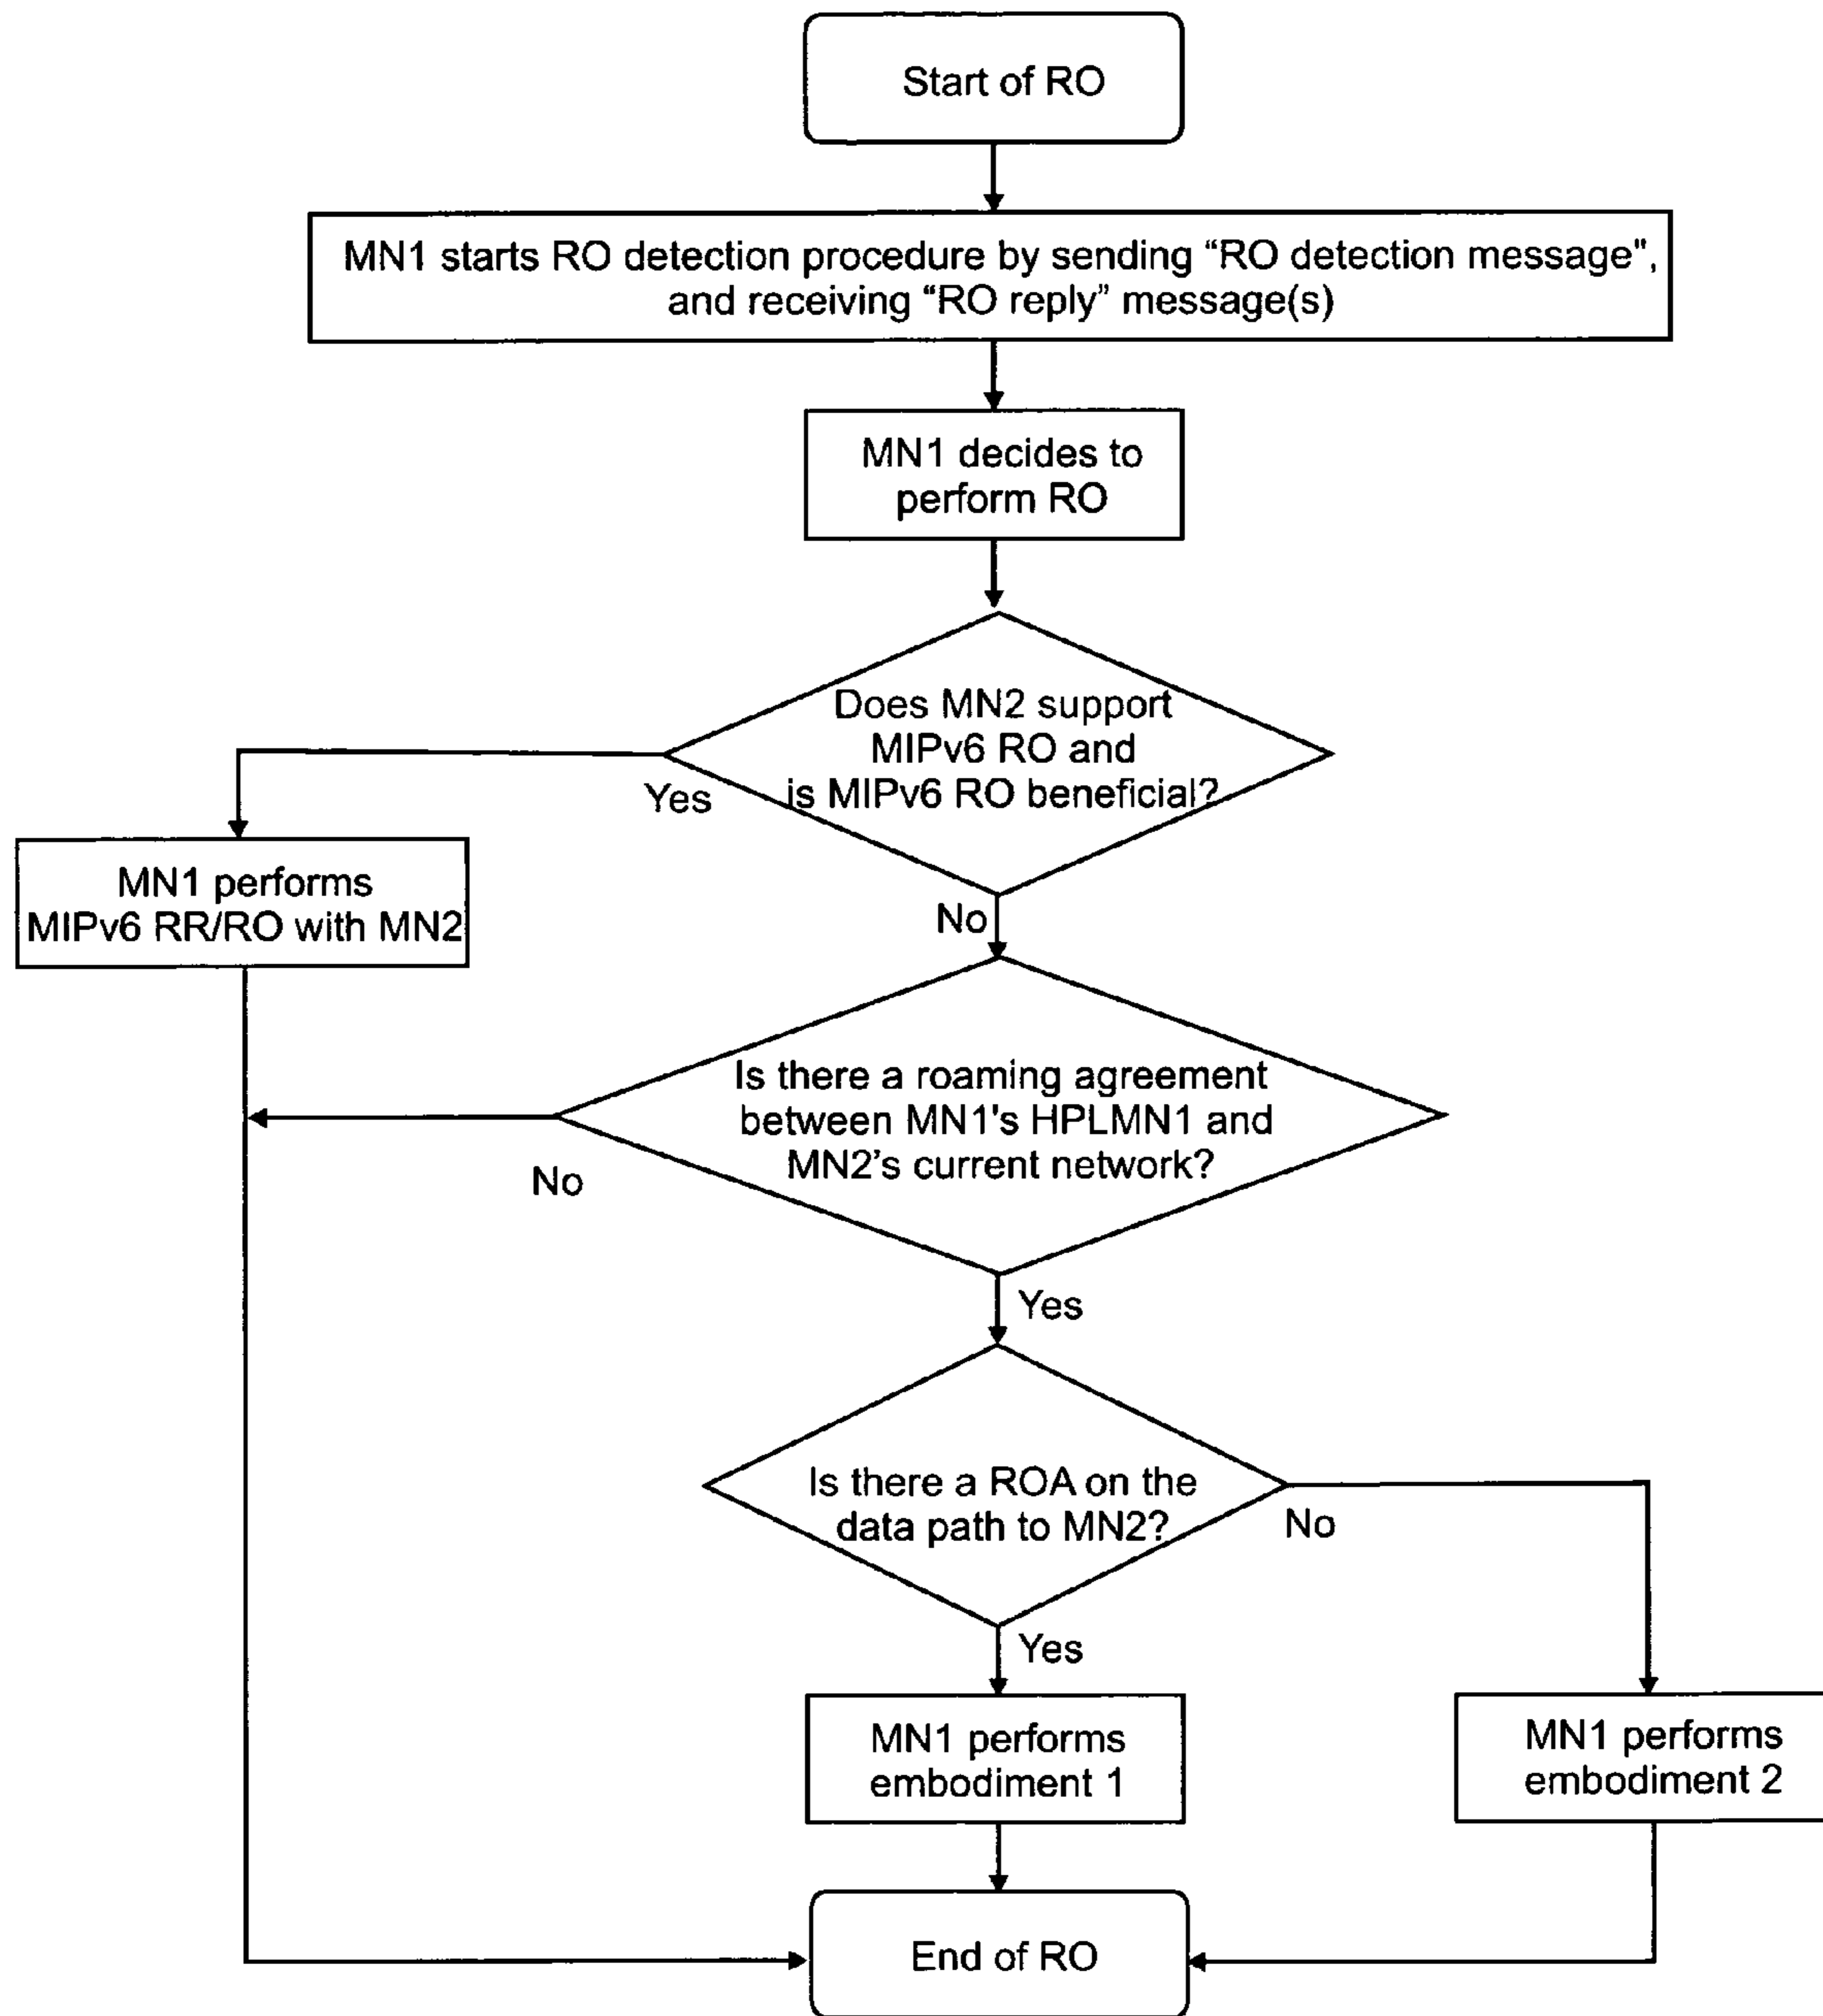 Start of RO
MN1 starts RO detection procedure by sending “RO detection message",
and receiving “RO reply” message(s)
MN1 decides to
perform RO
Does MN2 support
MIPv6 RO and
is MIPv6 RO beneficial?
Yes
MN1 performs
MIPv6 RR/RO with MN2
No
Is there a roaming agreement
between MN1's HPLMN1 and
MN2’s current network?
No
Yes
Is there a ROA on the
data path to MN2?
No
Yes
MN1 performs
embodiment 1
MN1 performs
embodiment 2
End of RO